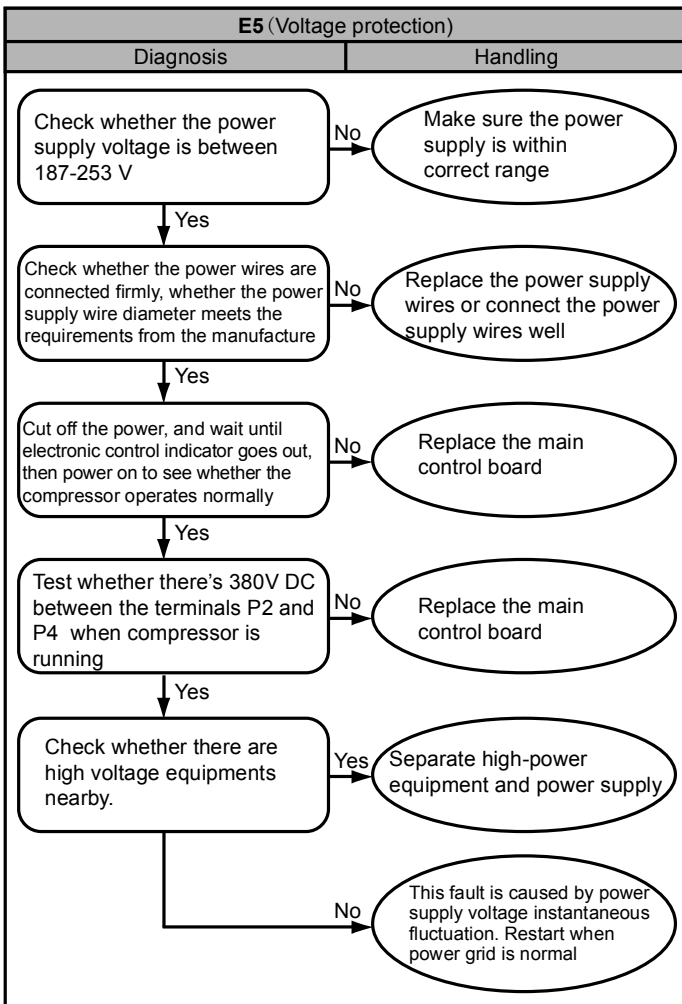 E5（Voltage protection)
Diagnosis
Handling
Check whether the power
supply voltage is between
187-253 V
No
Make sure the power
supply is within
correct range
Yes
Check whether the power wires are
connected firmly, whether the power
supply wire diameter meets the
requirements from the manufacture
No
Replace the power supply
wires or connect the power
supply wires well
Yes
Cut off the power, and wait until
electronic control indicator goes out,
then power on to see whether the
compressor operates normally
No
Replace the main
control board
Yes
Test whether there's 380V DC
between the terminals P2 and
P4 when compressor is
running
No
Replace the main
control board
Yes
Check whether there are
high voltage equipments
nearby.
Yes
Separate high-power
equipment and power supply
No
This fault is caused by power
supply voltage instantaneous
fluctuation. Restart when
power grid is normal